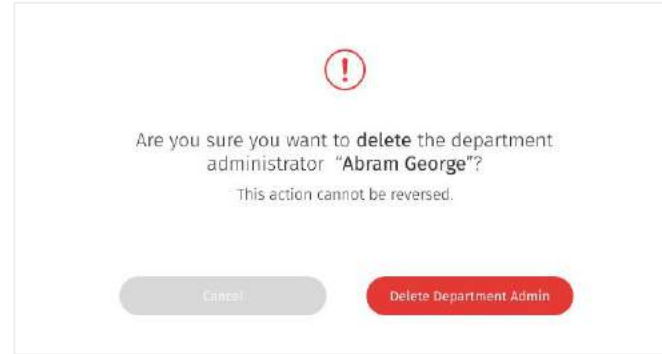 !
Are you sure you want to delete the department
administrator "Abram George"?
This action cannot be reversed.
Cancel
Delete Department Admin